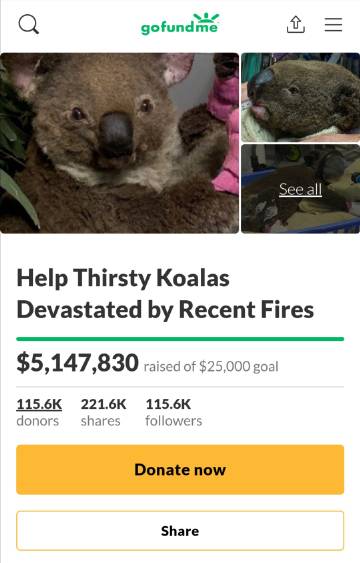 gofundme
See all
Help Thirsty Koalas
Devastated by Recent Fires
$5,147,830 raised of $25,000 goal
115.6K 221.6K 115.6K
donors shares followers
Donate now
Share